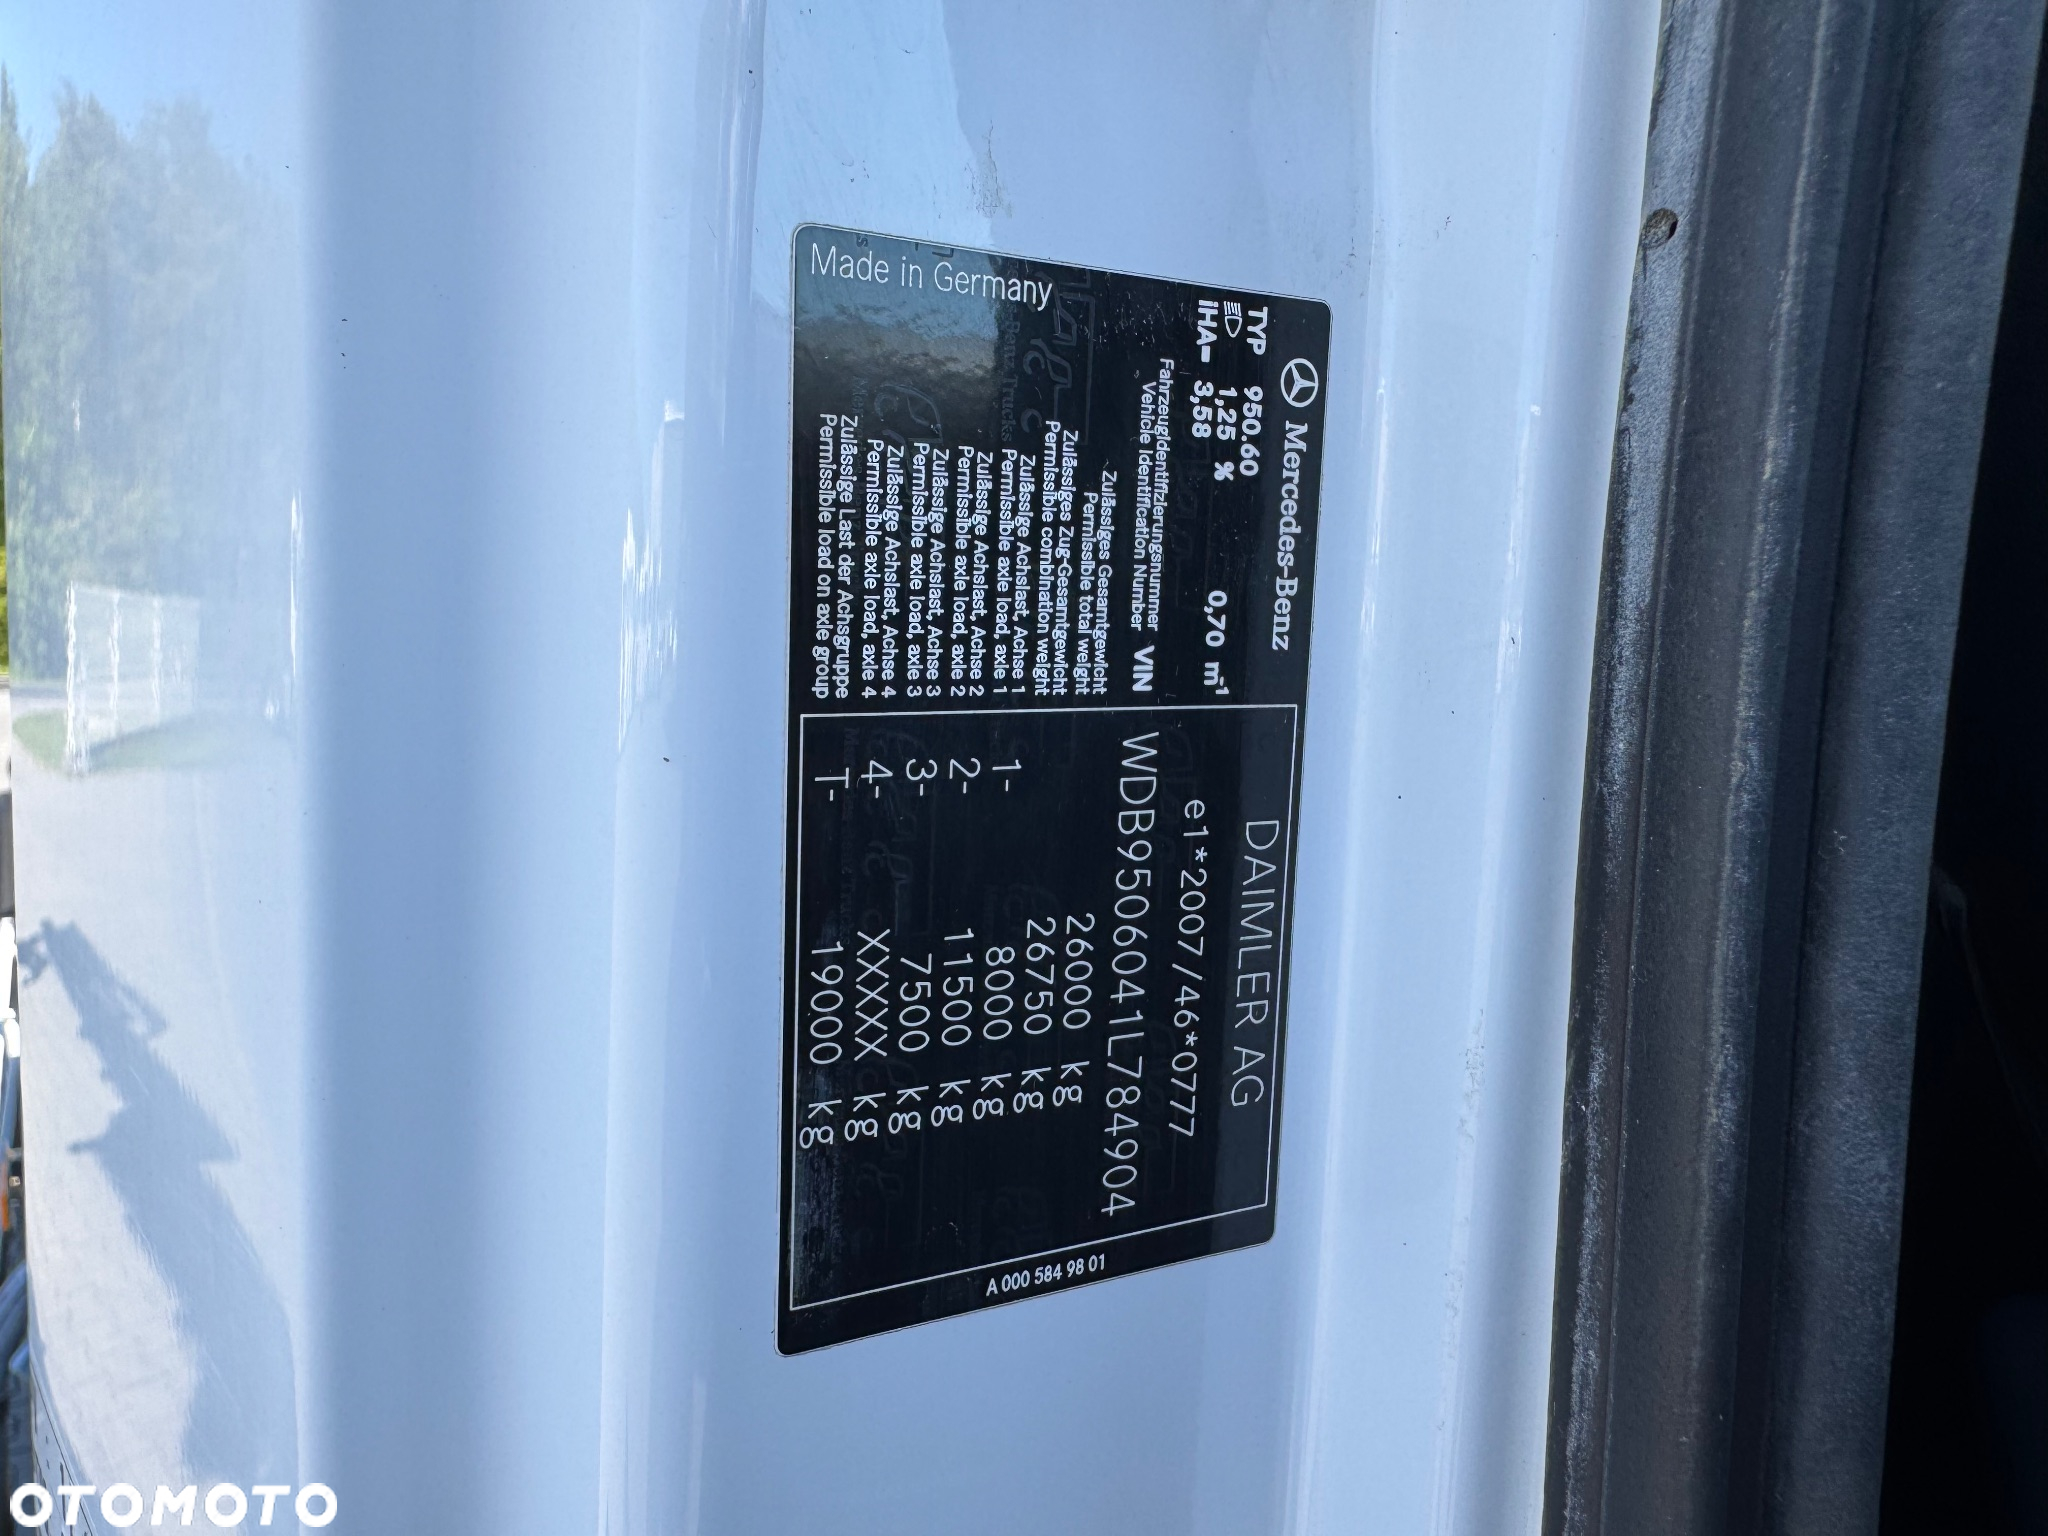 Mercedes-Benz
TYP 950.60
1,25 % 0,70 m-1
iHA= 3,58
DAIMLER AG
e1*2007/46*0777
Fahrzeugidentifizierungsnummer
Vehicle Identification Number VIN WDB9506041L784904
Zulässiges Gesamtgewicht
Permissible total weight 26000 kg
Zulässiges Zug-Gesamtgewicht
Permissible combination weight 26750 kg
Zulässige Achslast, Achse 1
Permissible axle load, axle 1 1- 8000 kg
Zulässige Achslast, Achse 2
Permissible axle load, axle 2 2- 11500 kg
Zulässige Achslast, Achse 3
Permissible axle load, axle 3 3- 7500 kg
Zulässige Achslast, Achse 4
Permissible axle load, axle 4 4- XXXXX kg
Zulässige Last der Achsgruppe
Permissible load on axle group T- 19000 kg
Made in Germany
A 000 584 98 01
OTOMOTO